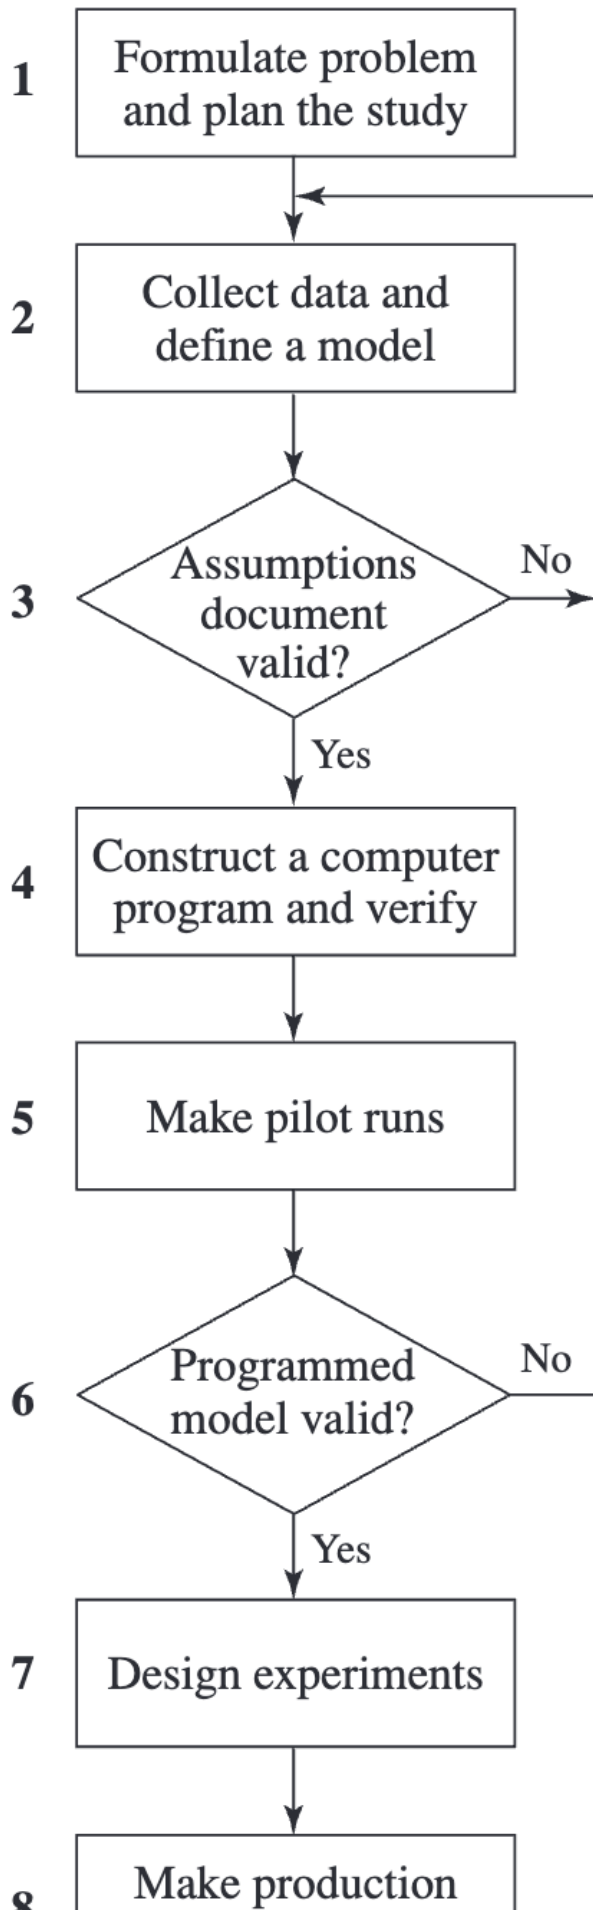 1
Formulate problem
and plan the study
2
Collect data and
define a model
3
Assumptions
document
valid?
No
Yes
4
Construct a computer
program and verify
5
Make pilot runs
6
Programmed
model valid?
No
Yes
7
Design experiments
8
Make production